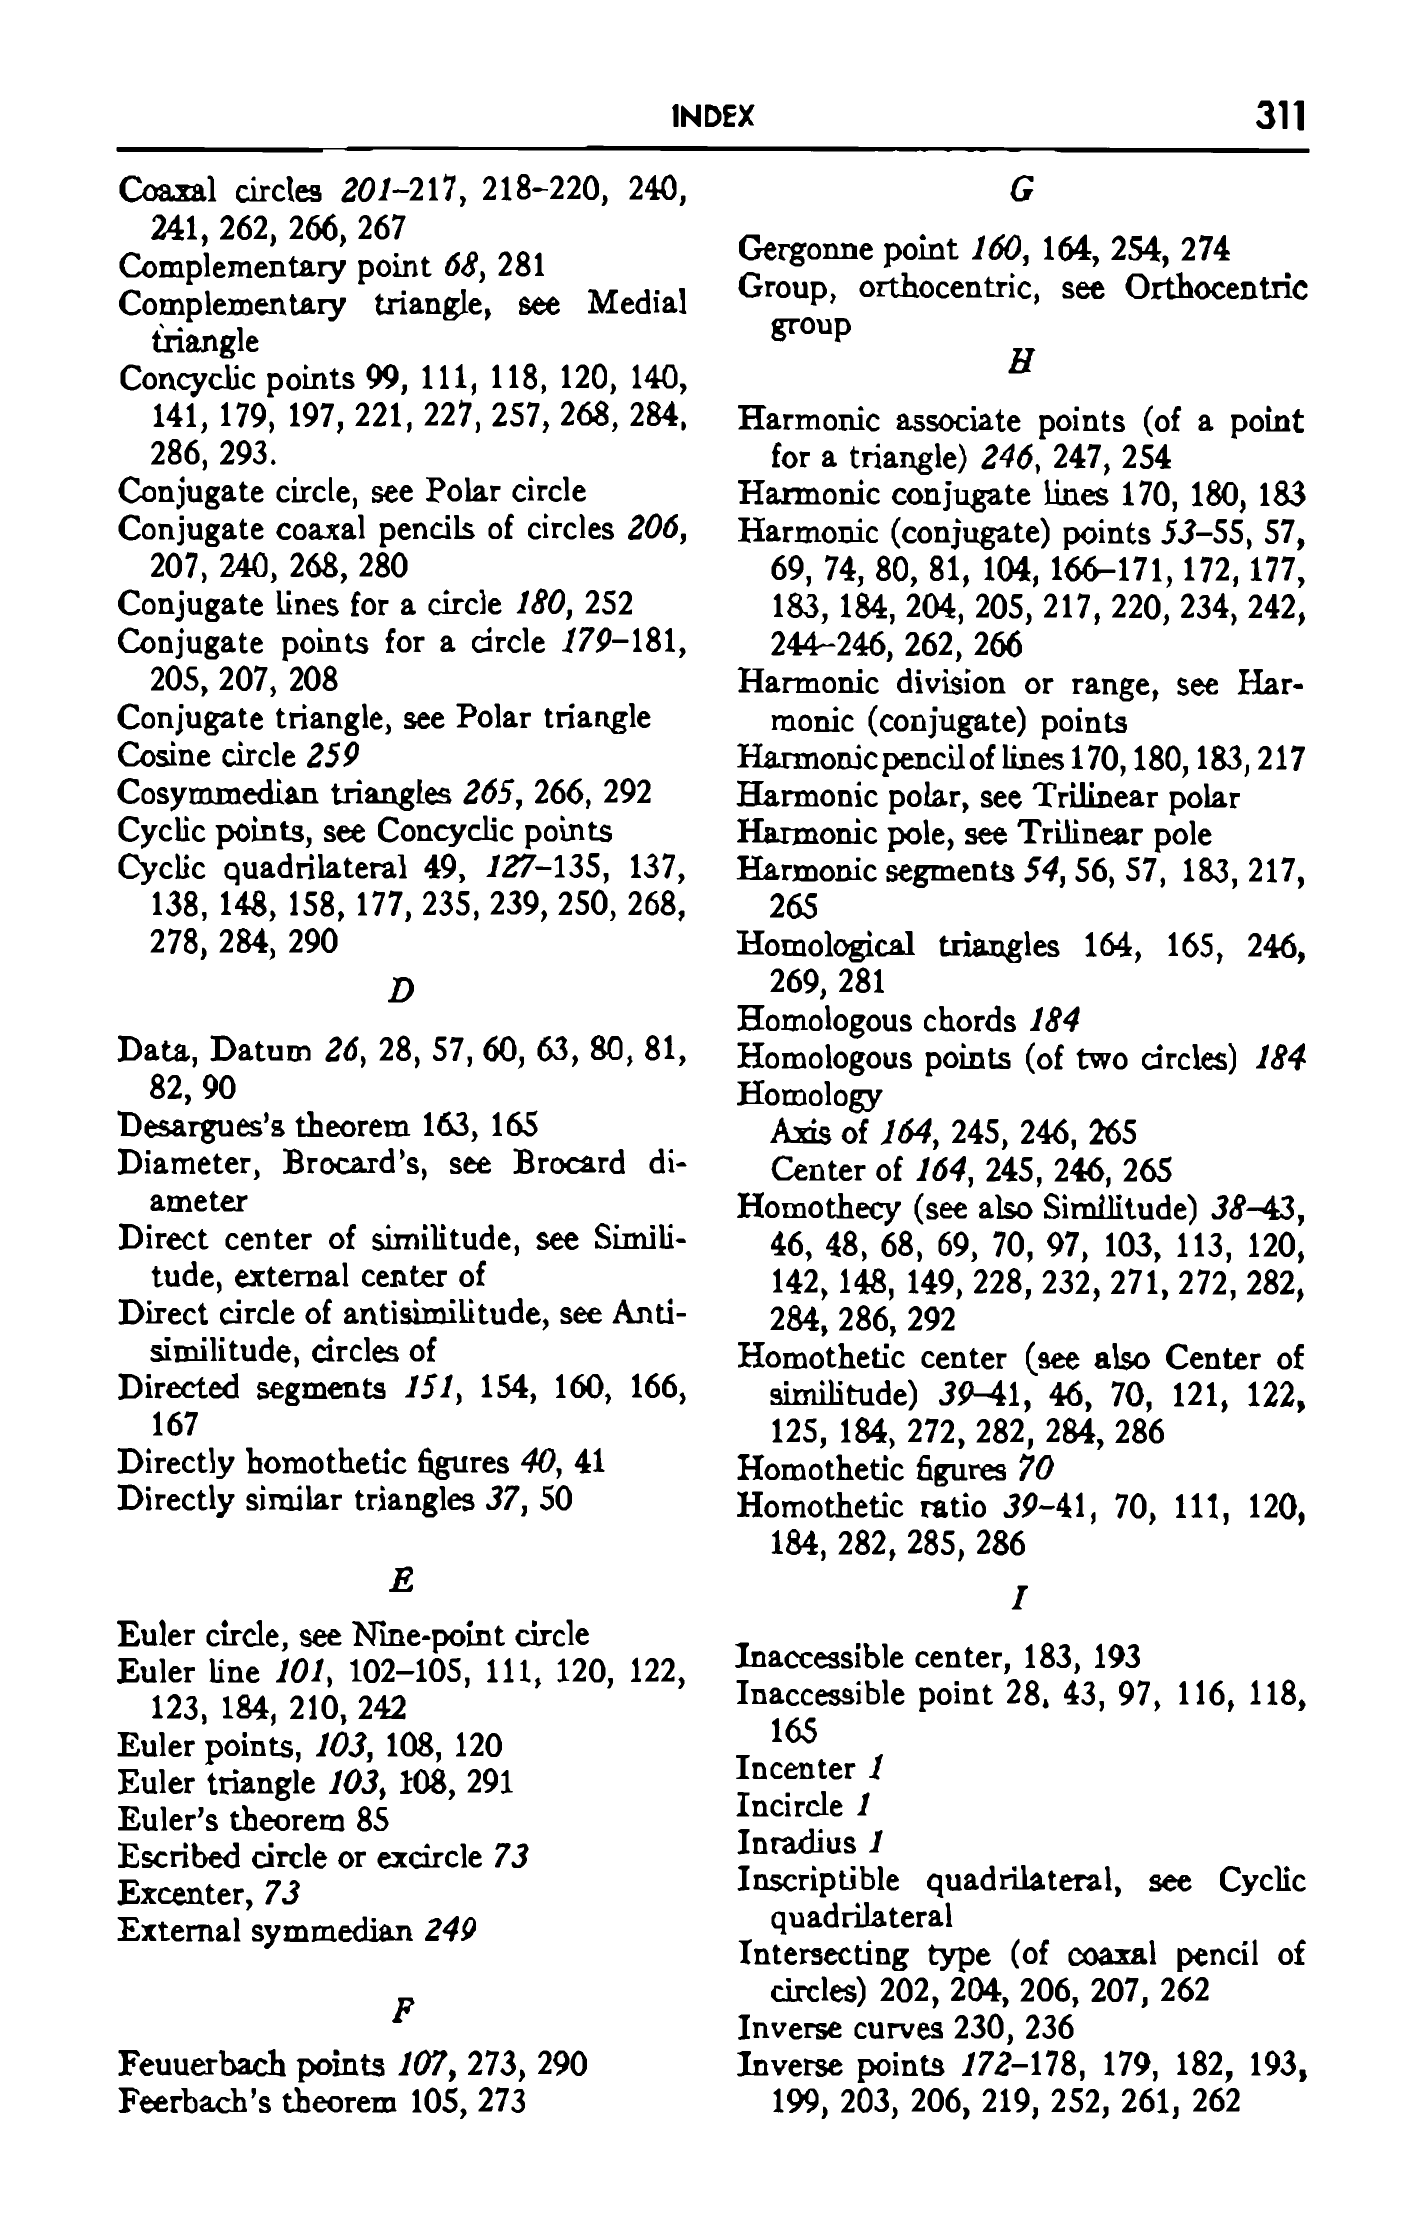 INDEX 311
Coaxal circles 201–217, 218–220, 240,
241, 262, 266, 267
Complementary point 68, 281
Complementary triangle, see Medial
triangle
Concyclic points 99, 111, 118, 120, 140,
141, 179, 197, 221, 227, 257, 268, 284,
286, 293.
Conjugate circle, see Polar circle
Conjugate coaxal pencils of circles 206,
207, 240, 268, 280
Conjugate lines for a circle 180, 252
Conjugate points for a circle 179–181,
205, 207, 208
Conjugate triangle, see Polar triangle
Cosine circle 259
Cosymmedian triangles 265, 266, 292
Cyclic points, see Concyclic points
Cyclic quadrilateral 49, 127–135, 137,
138, 148, 158, 177, 235, 239, 250, 268,
278, 284, 290
D
Data, Datum 26, 28, 57, 60, 63, 80, 81,
82, 90
Desargues's theorem 163, 165
Diameter, Brocard's, see Brocard di-
ameter
Direct center of similitude, see Simili-
tude, external center of
Direct circle of antisimilitude, see Anti-
similitude, circles of
Directed segments 151, 154, 160, 166,
167
Directly homothetic figures 40, 41
Directly similar triangles 37, 50
E
Euler circle, see Nine-point circle
Euler line 101, 102–105, 111, 120, 122,
123, 184, 210, 242
Euler points, 103, 108, 120
Euler triangle 103, 108, 291
Euler's theorem 85
Escribed circle or excircle 73
Excenter, 73
External symmedian 249
F
Feuuerbach points 107, 273, 290
Feerbach's theorem 105, 273
G
Gergonne point 160, 164, 254, 274
Group, orthocentric, see Orthocentric
group
H
Harmonic associate points (of a point
for a triangle) 246, 247, 254
Harmonic conjugate lines 170, 180, 183
Harmonic (conjugate) points 53–55, 57,
69, 74, 80, 81, 104, 166–171, 172, 177,
183, 184, 204, 205, 217, 220, 234, 242,
244–246, 262, 266
Harmonic division or range, see Har-
monic (conjugate) points
Harmonic pencil of lines 170, 180, 183, 217
Harmonic polar, see Trilinear polar
Harmonic pole, see Trilinear pole
Harmonic segments 54, 56, 57, 183, 217,
265
Homological triangles 164, 165, 246,
269, 281
Homologous chords 184
Homologous points (of two circles) 184
Homology
Axis of 164, 245, 246, 265
Center of 164, 245, 246, 265
Homothecy (see also Similitude) 38–43,
46, 48, 68, 69, 70, 97, 103, 113, 120,
142, 148, 149, 228, 232, 271, 272, 282,
284, 286, 292
Homothetic center (see also Center of
similitude) 39–41, 46, 70, 121, 122,
125, 184, 272, 282, 284, 286
Homothetic figures 70
Homothetic ratio 39–41, 70, 111, 120,
184, 282, 285, 286
I
Inaccessible center, 183, 193
Inaccessible point 28, 43, 97, 116, 118,
165
Incenter 1
Incircle 1
Inradius 1
Inscriptible quadrilateral, see Cyclic
quadrilateral
Intersecting type (of coaxal pencil of
circles) 202, 204, 206, 207, 262
Inverse curves 230, 236
Inverse points 172–178, 179, 182, 193,
199, 203, 206, 219, 252, 261, 262